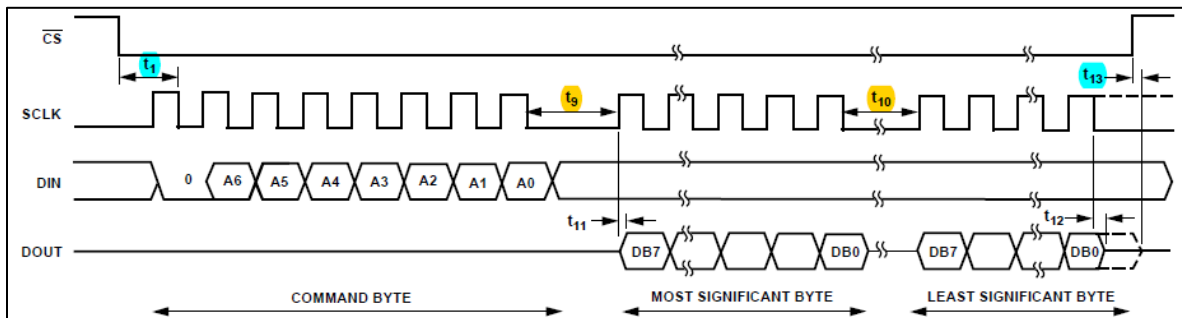 CS
t1
t13
SCLK
t9
t10
DIN
0 A6 A5 A4 A3 A2 A1 A0
t11
t12
DOUT
DB7 DB0 DB7 DB0
COMMAND BYTE MOST SIGNIFICANT BYTE LEAST SIGNIFICANT BYTE